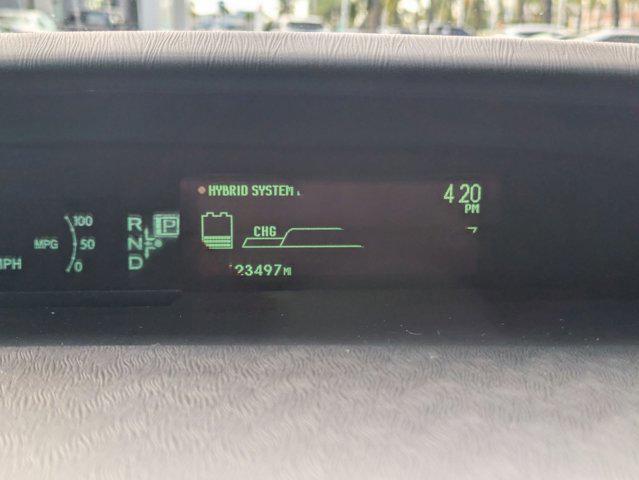 HYBRID SYSTEM
4:20
PM
100
MPG 50
0
MPH
R
N
D
P
CHG
23497 MI